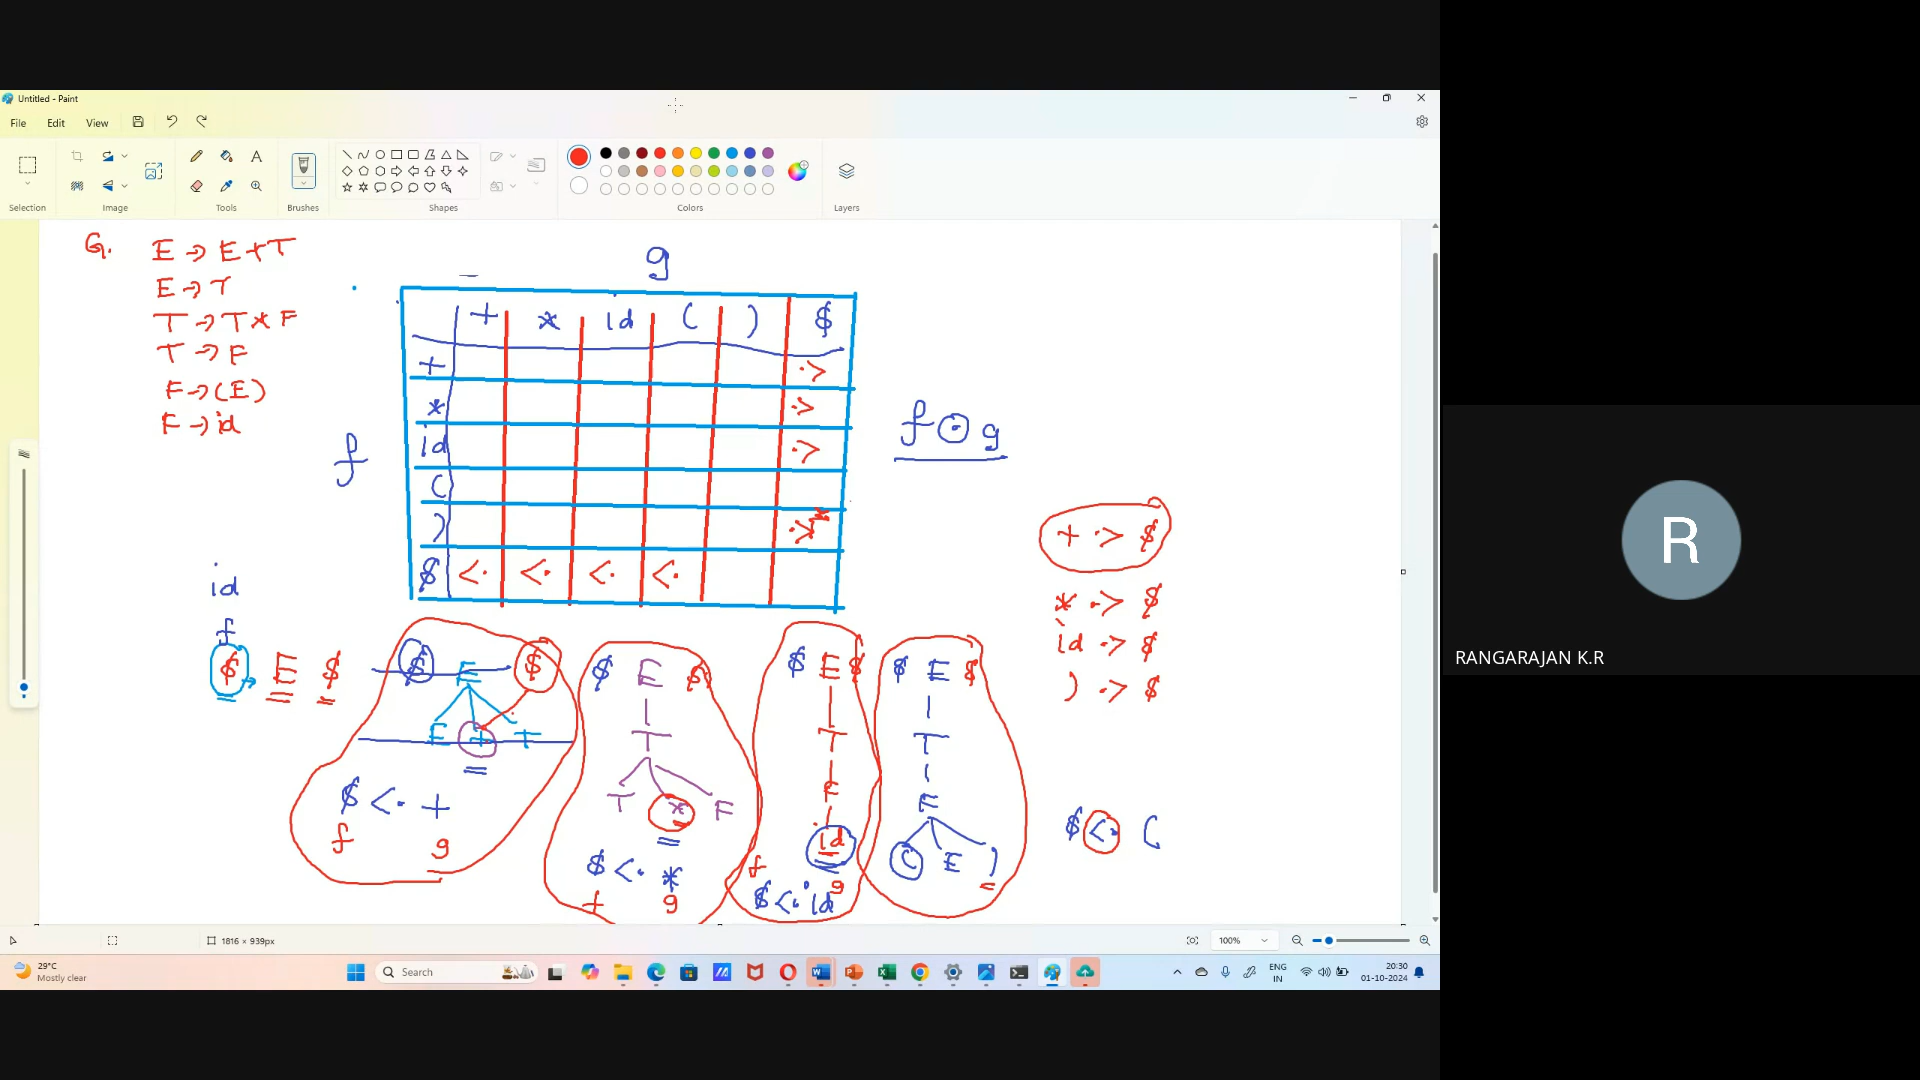 Untitled - Paint
File Edit View
Selection Image Tools Brushes Shapes Colors Layers
G. E → E + T
E → T
T → T * F
T → F
F → (E)
F → id
g
+ * id ( ) $
+ ·>
* ·>
id ·>
(
) ·>
$ <· <· <· <·
f
f ⊙ g
+ ·> $
* ·> $
id ·> $
) ·> $
id
f
$ E $
$ E $
E + T
$ <· +
f g
$ E $
T
T * F
$ <· *
f g
$ E $
T
F
id
f g
$ <· id
$ E $
T
F
( E )
$ <· (
RANGARAJAN K.R
R
1816 × 939px
100%
29°C
Mostly clear
Search
ENG
IN
20:30
01-10-2024